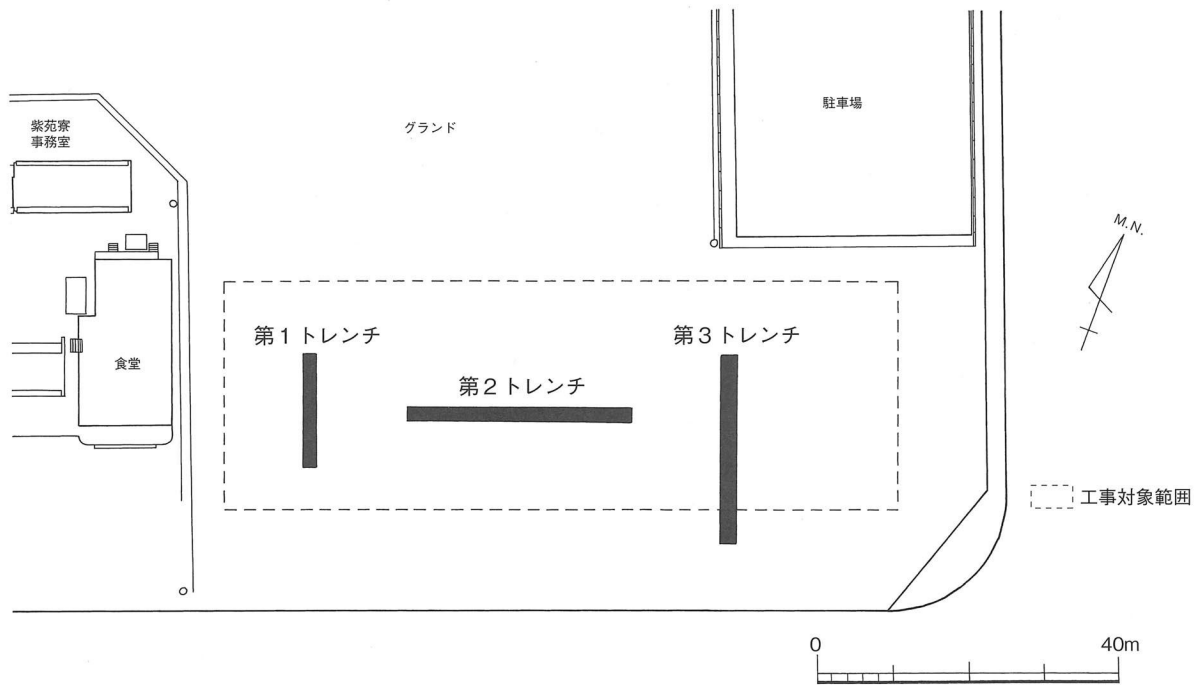 駐車場
グランド
紫苑寮
事務室
M.N.
第1トレンチ
第3トレンチ
食堂
第2トレンチ
工事対象範囲
0
40m